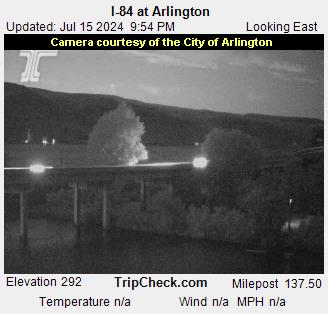 I-84 at Arlington
Updated: Jul 15 2024 9:54 PM Looking East
Camera courtesy of the City of Arlington
Elevation 292 TripCheck.com Milepost 137.50
Temperature n/a Wind n/a MPH n/a